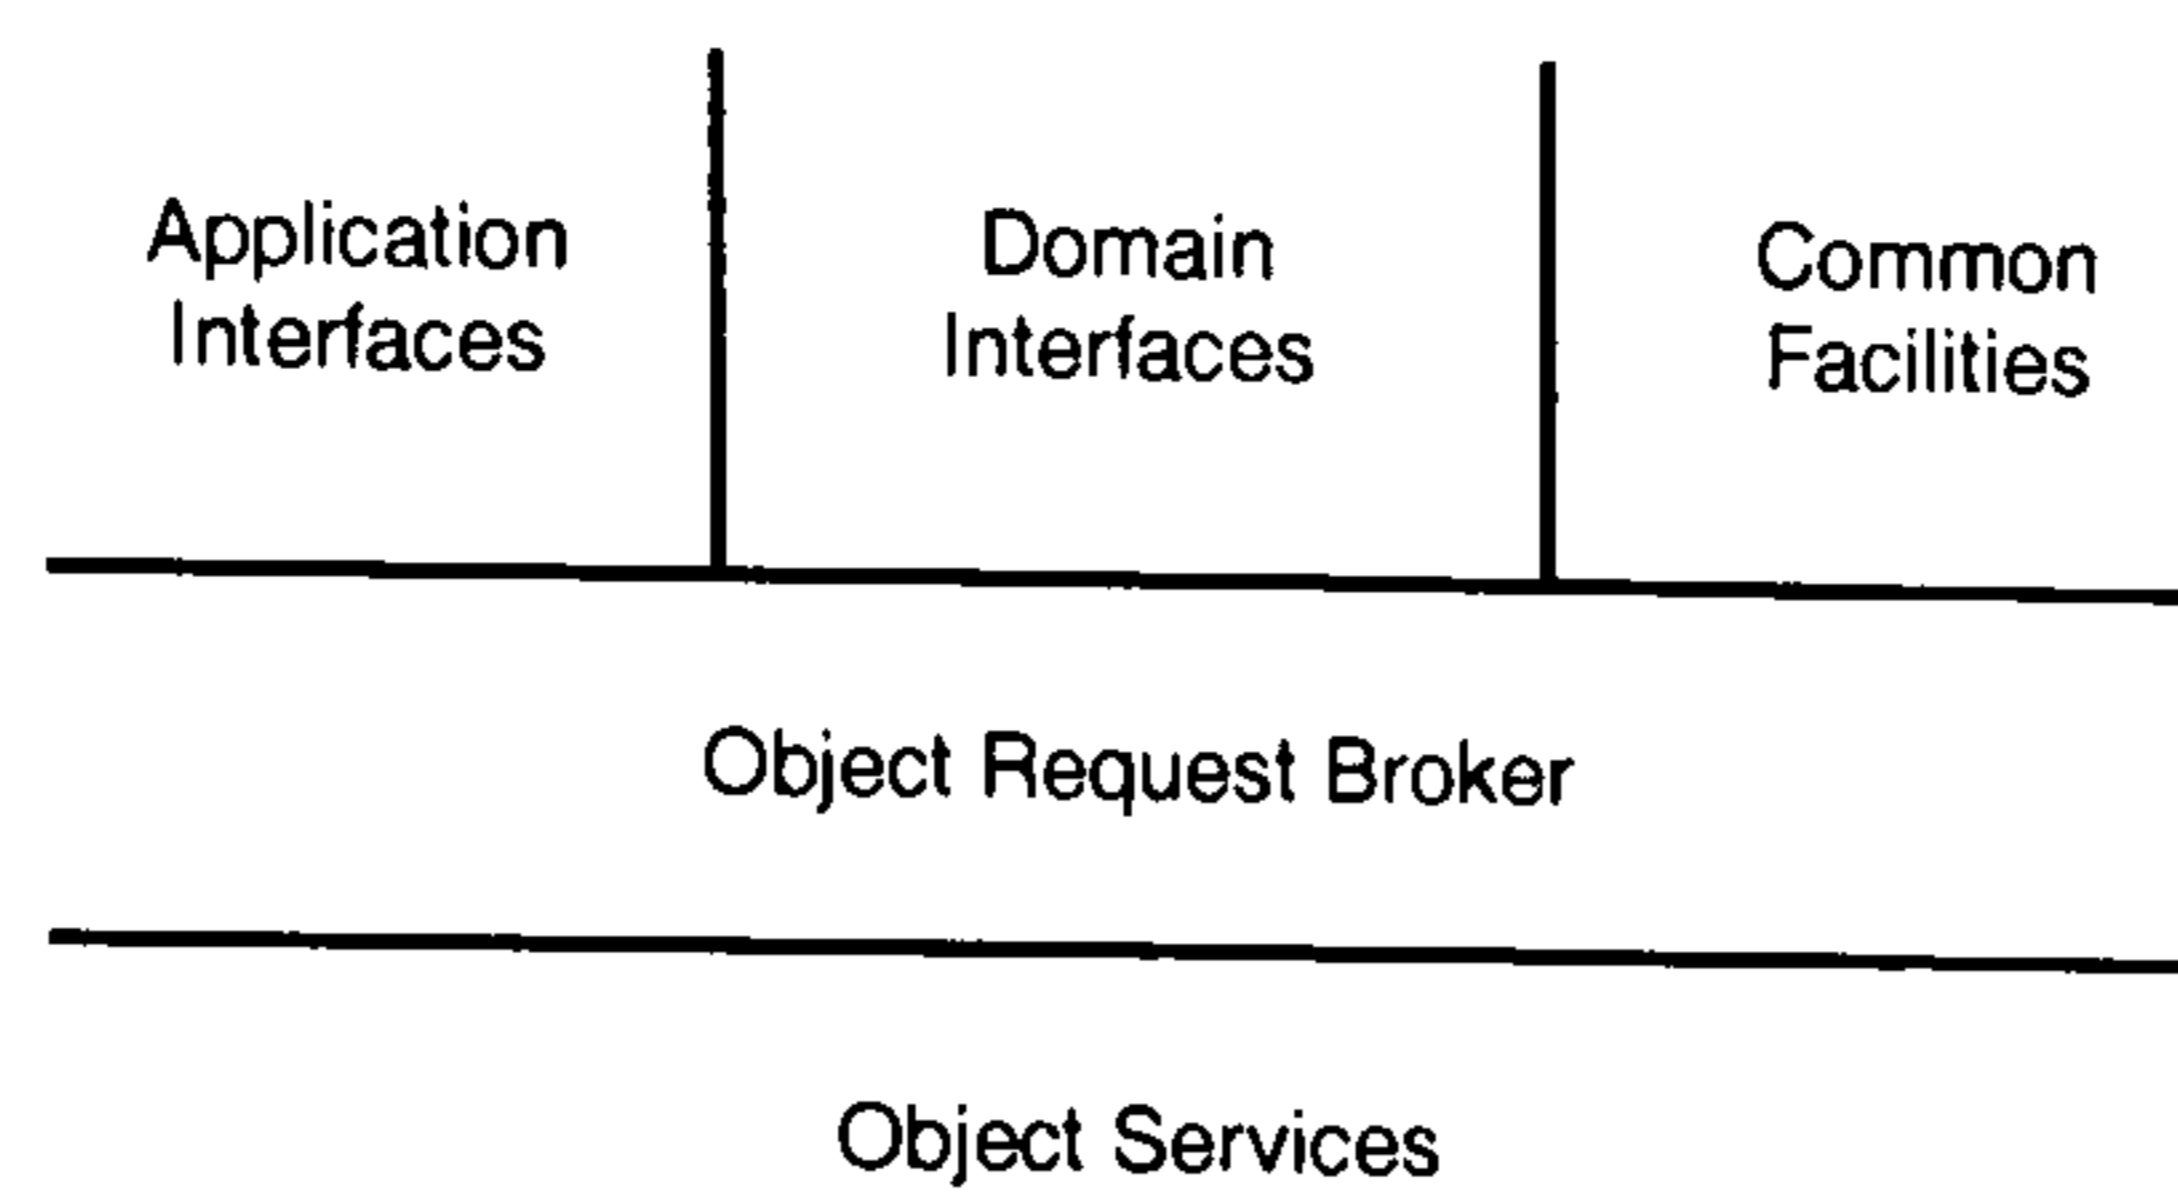 Application
Interfaces
Domain
Interfaces
Common
Facilities
Object Request Broker
Object Services